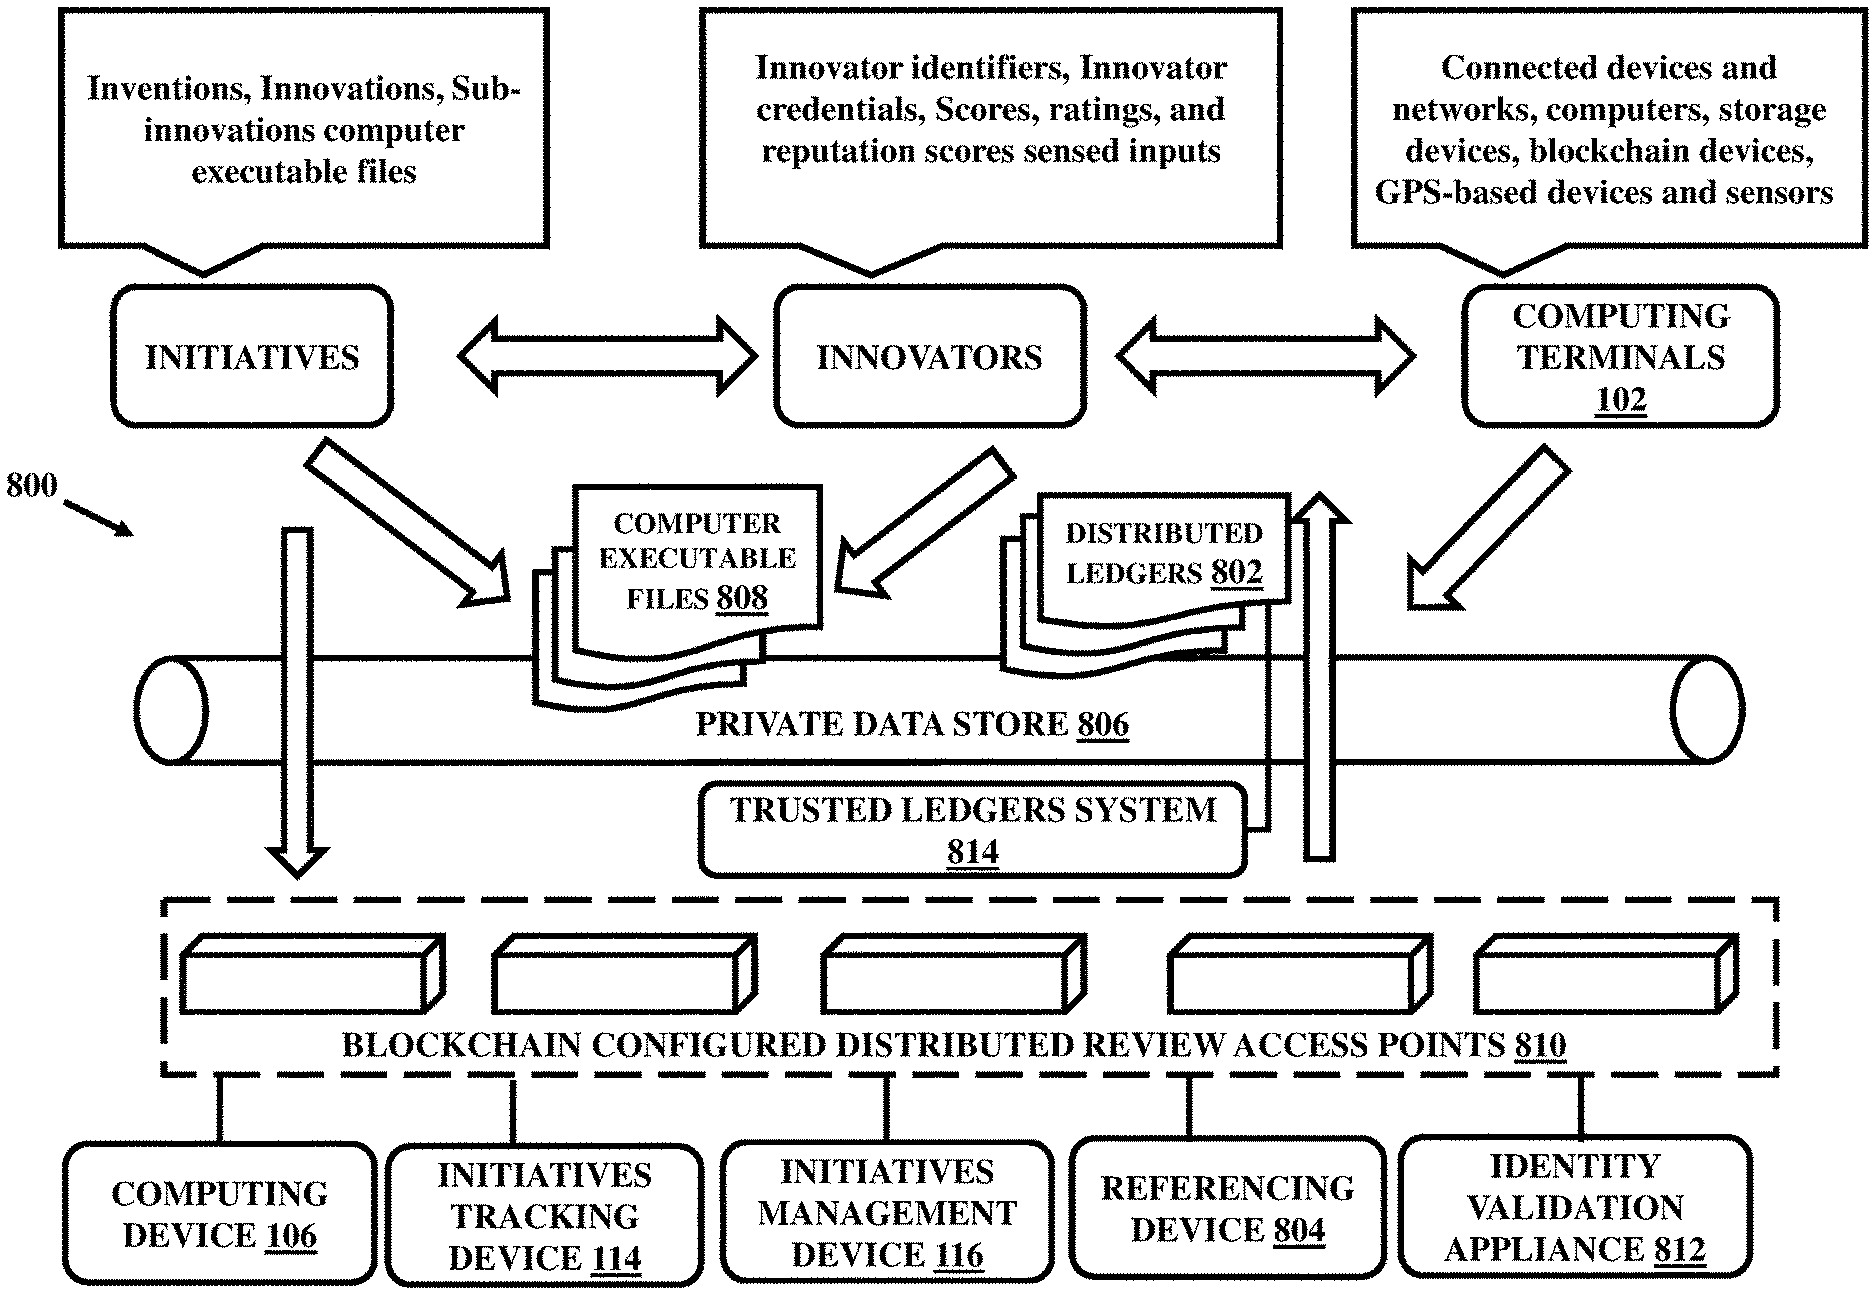 Inventions, Innovations, Sub-
innovations computer
executable files
Innovator identifiers, Innovator
credentials, Scores, ratings, and
reputation scores sensed inputs
Connected devices and
networks, computers, storage
devices, blockchain devices,
GPS-based devices and sensors
INITIATIVES
INNOVATORS
COMPUTING
TERMINALS
102
800
COMPUTER
EXECUTABLE
FILES 808
DISTRIBUTED
LEDGERS 802
PRIVATE DATA STORE 806
TRUSTED LEDGERS SYSTEM
814
BLOCKCHAIN CONFIGURED DISTRIBUTED REVIEW ACCESS POINTS 810
COMPUTING
DEVICE 106
INITIATIVES
TRACKING
DEVICE 114
INITIATIVES
MANAGEMENT
DEVICE 116
REFERENCING
DEVICE 804
IDENTITY
VALIDATION
APPLIANCE 812